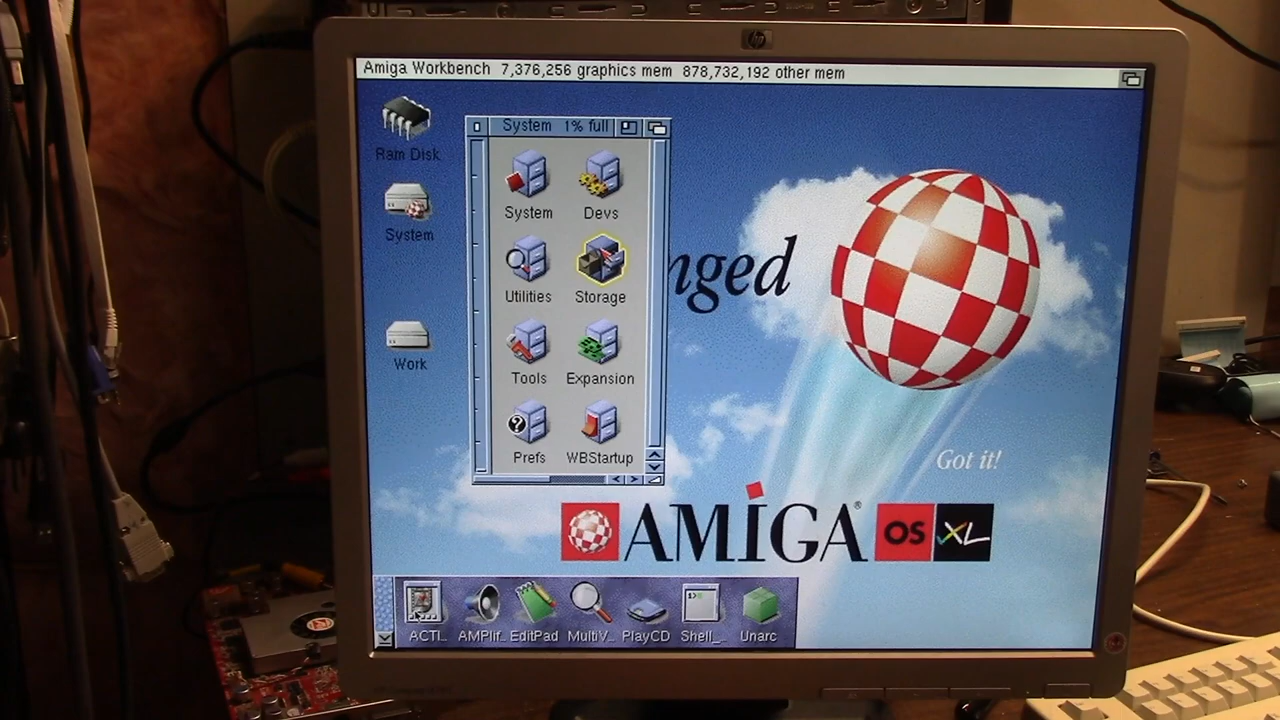 hp
Amiga Workbench 7,376,256 graphics mem 878,732,192 other mem
Ram Disk
System
Work
System 1% full
System
Devs
Utilities
Storage
Tools
Expansion
Prefs
WBStartup
nged
Got it!
AMIGA®
OS
XL
ACTI..
AMPlif..
EditPad
MultiV..
PlayCD
Shell_..
Unarc
1>
?